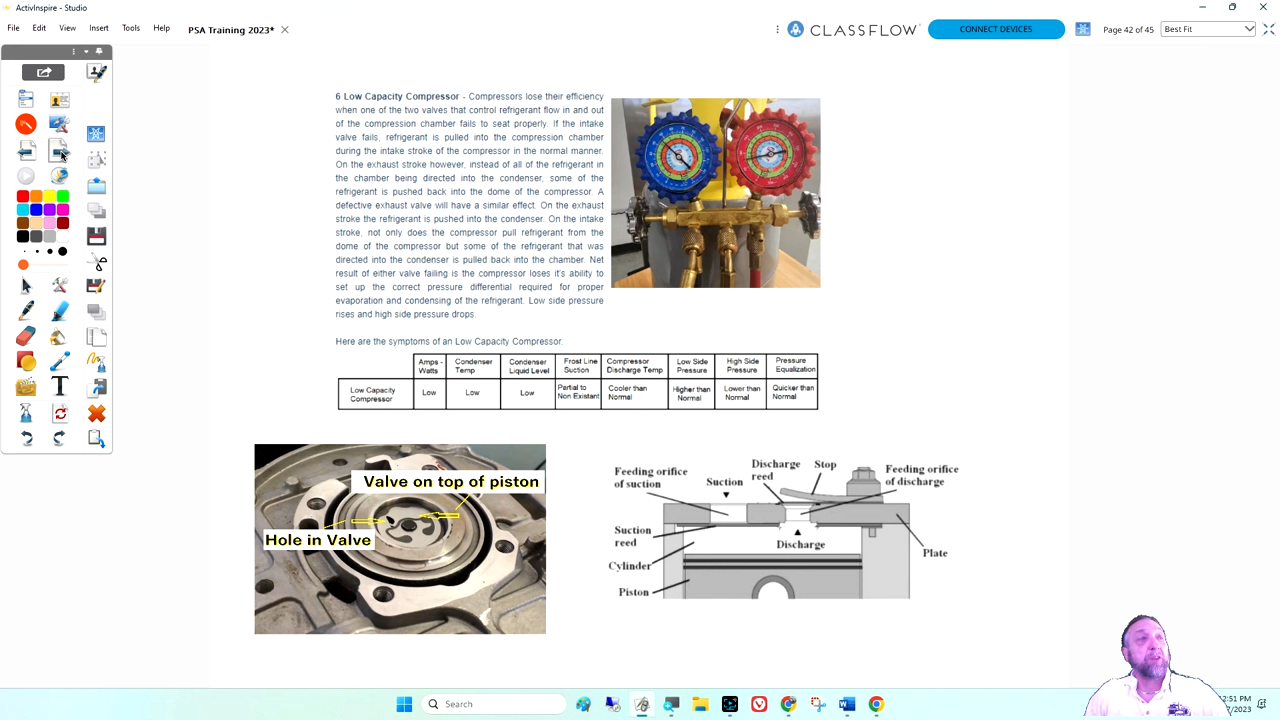 ActivInspire - Studio
File Edit View Insert Tools Help
PSA Training 2023*
CLASSFLOW
CONNECT DEVICES
Page 42 of 45
Best Fit
6 Low Capacity Compressor - Compressors lose their efficiency
when one of the two valves that control refrigerant flow in and out
of the compression chamber fails to seat properly. If the intake
valve fails, refrigerant is pulled into the compression chamber
during the intake stroke of the compressor in the normal manner.
On the exhaust stroke however, instead of all of the refrigerant in
the chamber being directed into the condenser, some of the
refrigerant is pushed back into the dome of the compressor. A
defective exhaust valve will have a similar effect. On the exhaust
stroke the refrigerant is pushed into the condenser. On the intake
stroke, not only does the compressor pull refrigerant from the
dome of the compressor but some of the refrigerant that was
directed into the condenser is pulled back into the chamber. Net
result of either valve failing is the compressor loses it's ability to
set up the correct pressure differential required for proper
evaporation and condensing of the refrigerant. Low side pressure
rises and high side pressure drops.
Here are the symptoms of an Low Capacity Compressor.
Amps - Watts
Condenser Temp
Condenser Liquid Level
Frost Line Suction
Compressor Discharge Temp
Low Side Pressure
High Side Pressure
Pressure Equalization
Low Capacity Compressor
Low
Low
Low
Partial to Non Existant
Cooler than Normal
Higher than Normal
Lower than Normal
Quicker than Normal
Valve on top of piston
Hole in Valve
Feeding orifice of suction
Suction
Discharge reed
Stop
Feeding orifice of discharge
Suction reed
Discharge
Cylinder
Plate
Piston
Search